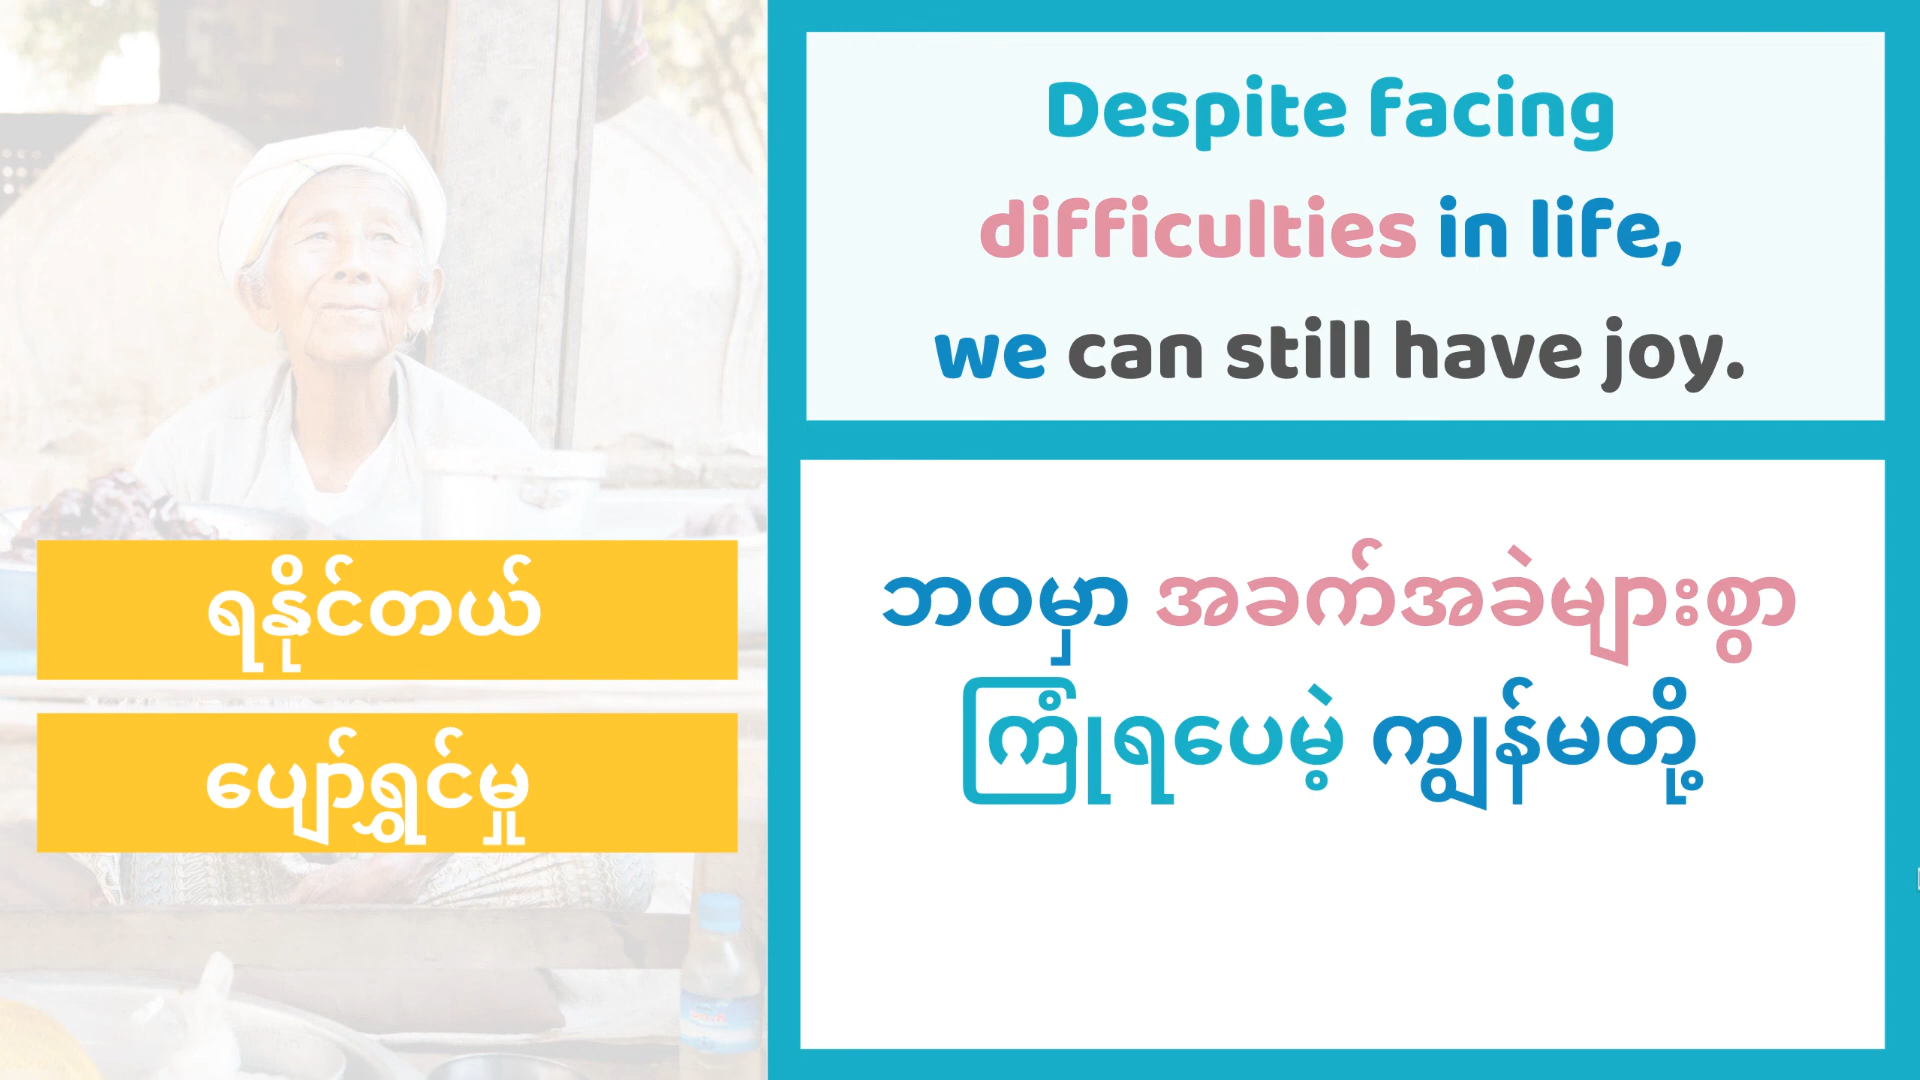 Despite facing
difficulties in life,
we can still have joy.
ဘဝမှာ အခက်အခဲများစွာ
ကြုံရပေမဲ့ ကျွန်မတို့
ရနိုင်တယ်
ပျော်ရွှင်မှု